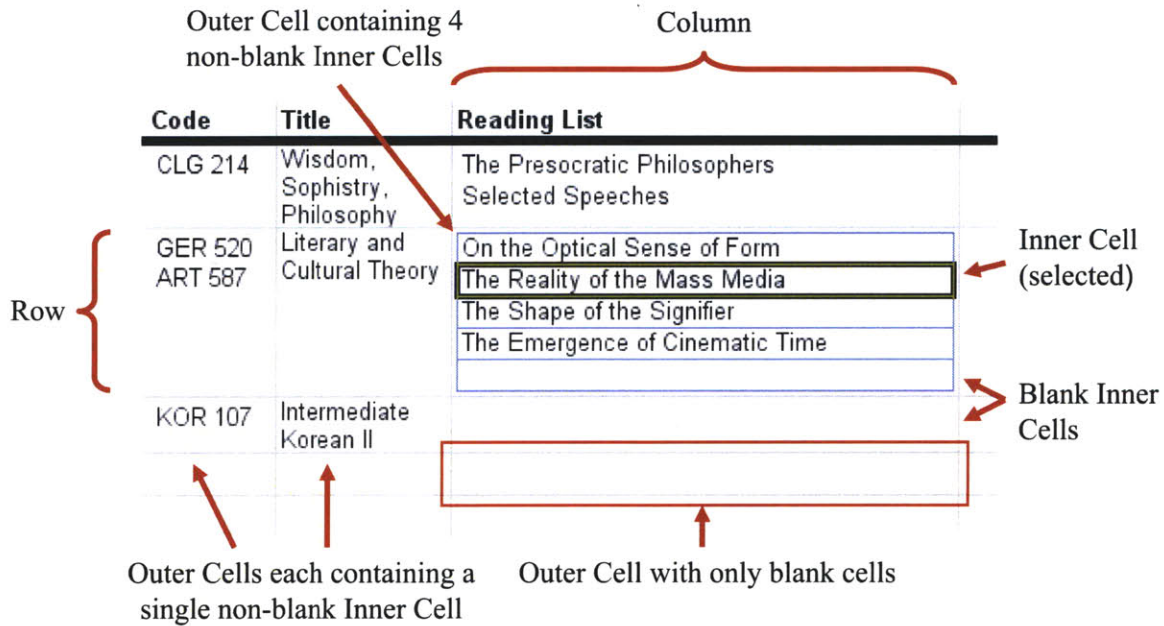 Outer Cell containing 4
non-blank Inner Cells
Column
Code Title Reading List
CLG 214
Wisdom,
Sophistry,
Philosophy
The Presocratic Philosophers
Selected Speeches
Row
GER 520
ART 587
Literary and
Cultural Theory
On the Optical Sense of Form
The Reality of the Mass Media
The Shape of the Signifier
The Emergence of Cinematic Time
Inner Cell
(selected)
KOR 107
Intermediate
Korean II
Blank Inner
Cells
Outer Cells each containing a
single non-blank Inner Cell
Outer Cell with only blank cells